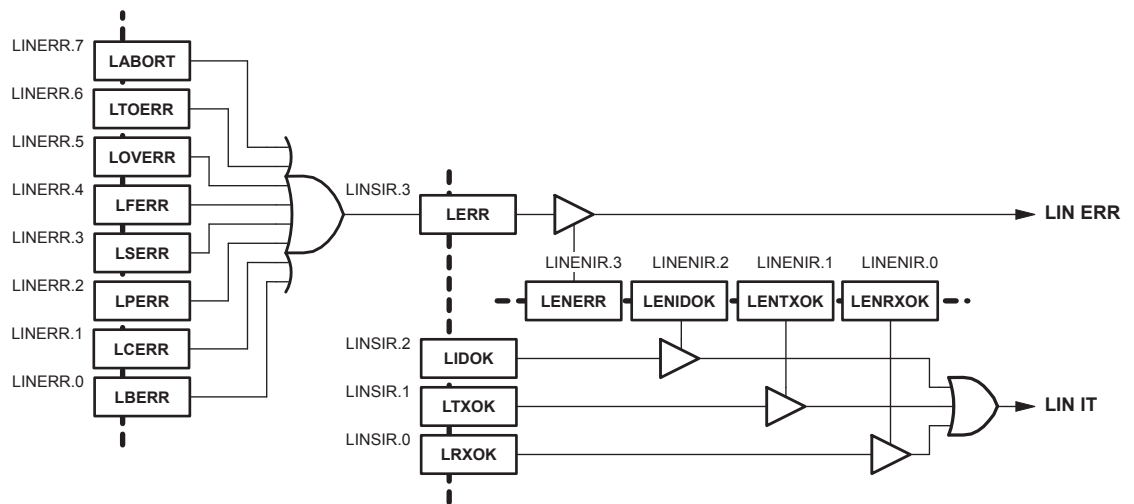 LINERR.7
LABORT
LINERR.6
LTOERR
LINERR.5
LOVERR
LINERR.4
LFERR
LINERR.3
LSERR
LINERR.2
LPERR
LINERR.1
LCERR
LINERR.0
LBERR
LINSIR.3
LERR
LIN ERR
LINENIR.3 LINENIR.2 LINENIR.1 LINENIR.0
LENERR LENIDOK LENTXOK LENRXOK
LINSIR.2
LIDOK
LINSIR.1
LTXOK
LIN IT
LINSIR.0
LRXOK